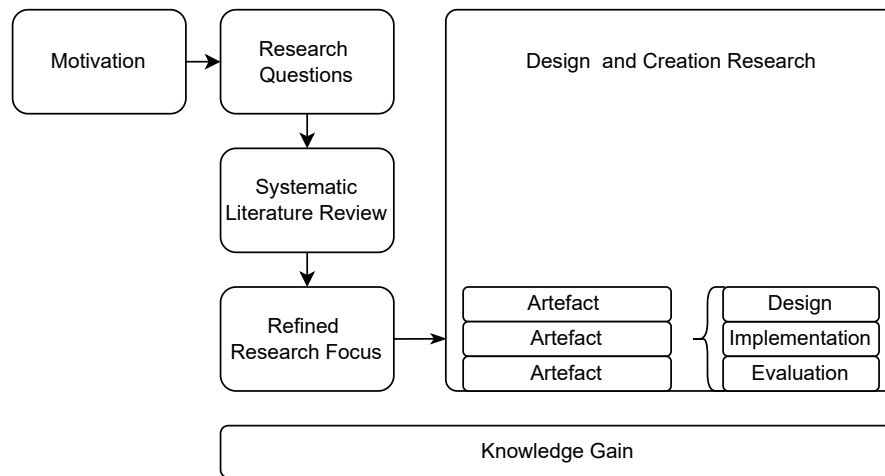 Motivation
Research
Questions
Systematic
Literature Review
Refined
Research Focus
Design and Creation Research
Artefact
Artefact
Artefact
Design
Implementation
Evaluation
Knowledge Gain